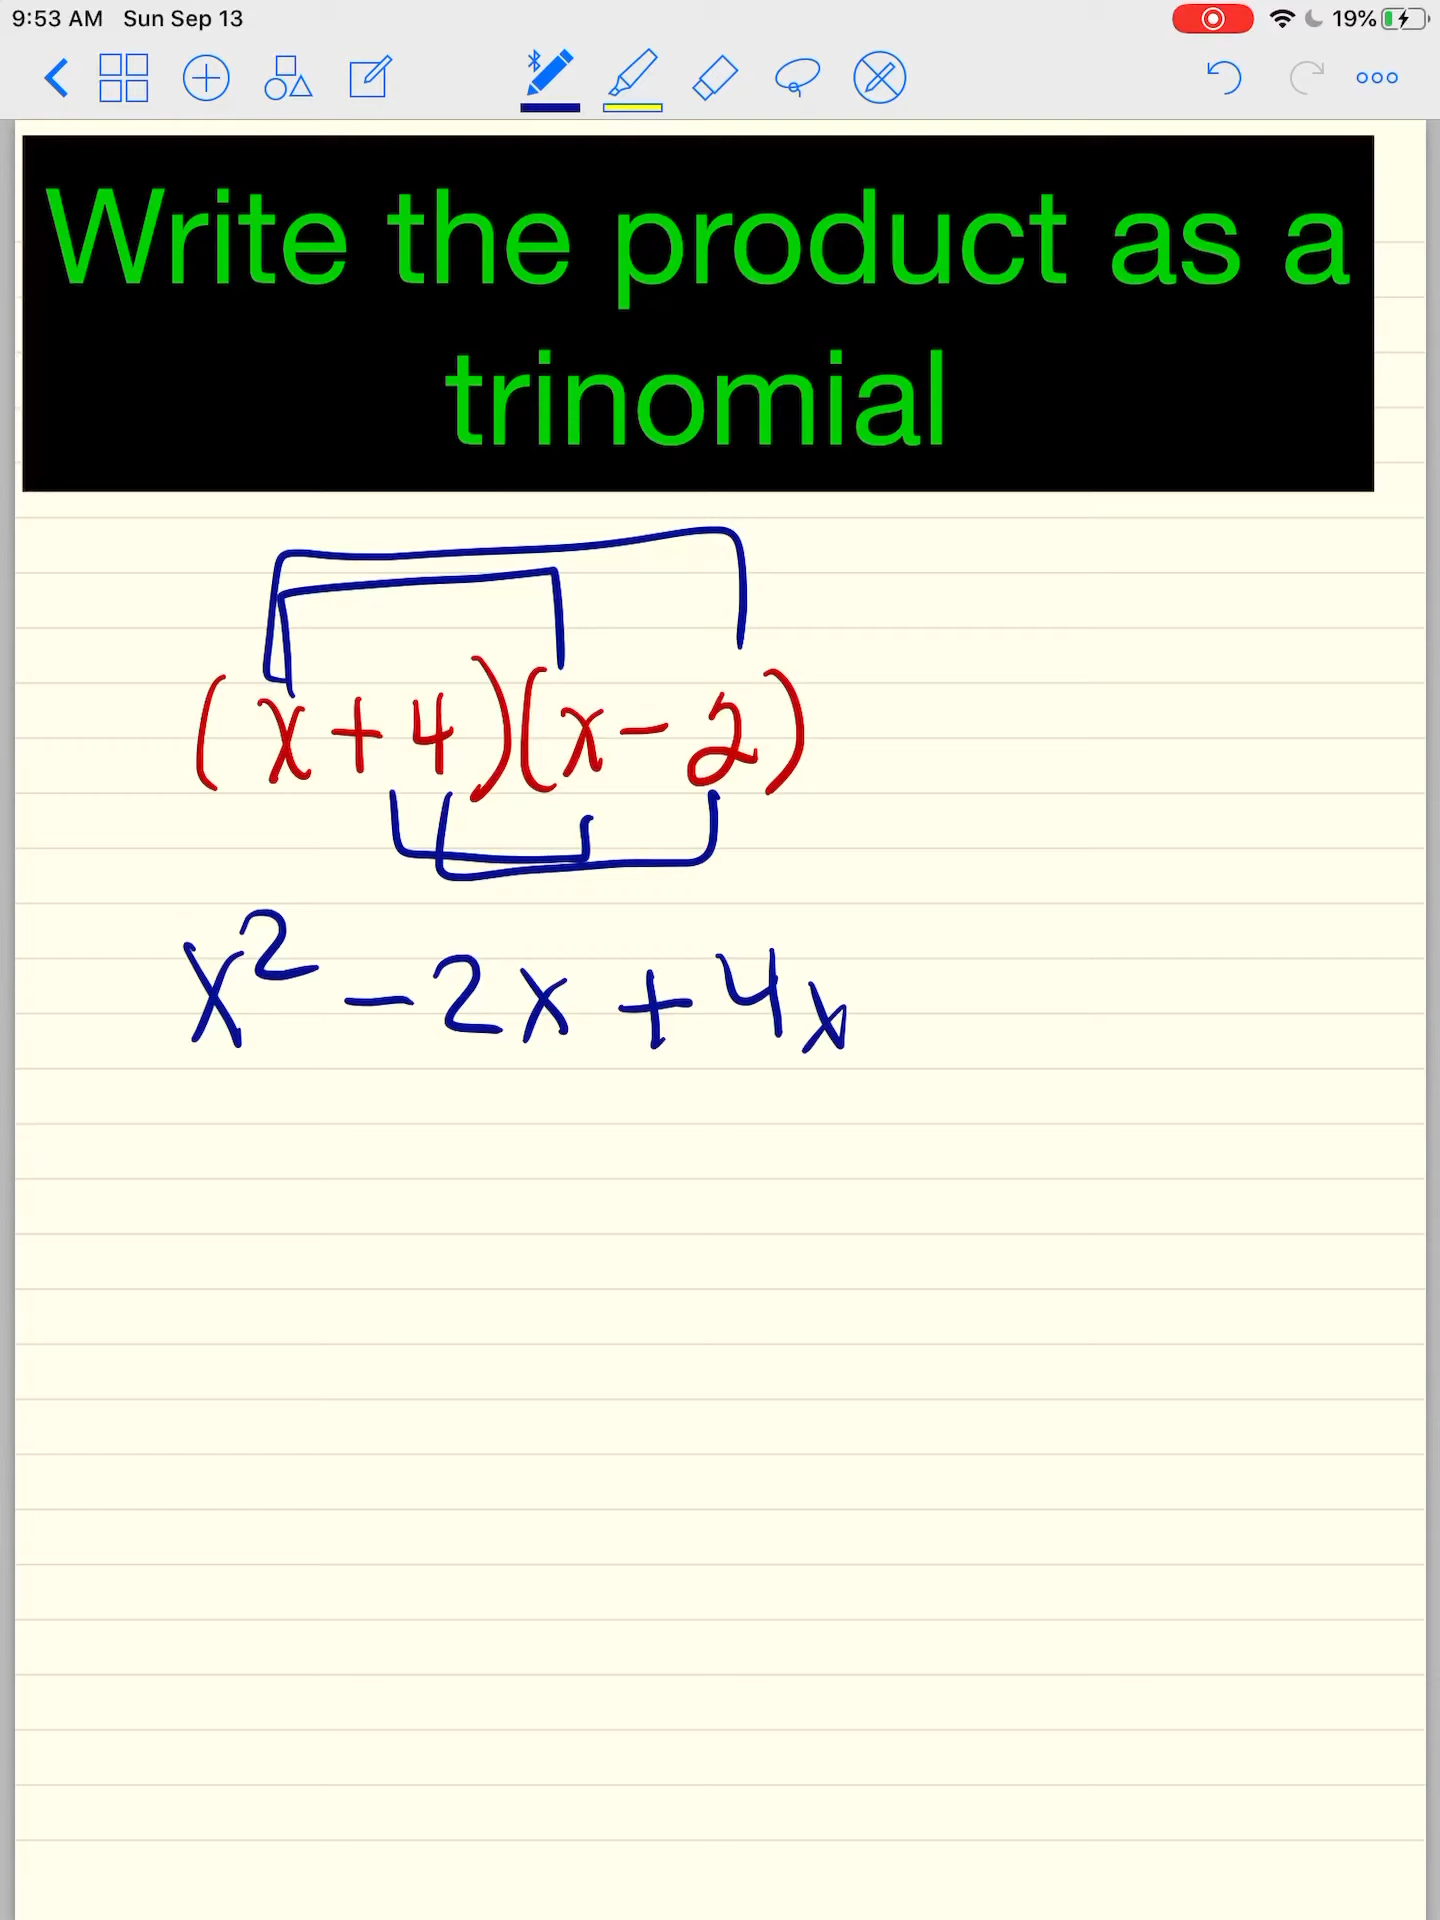 9:53 AM Sun Sep 13 19%
Write the product as a
trinomial
(x+4)(x-2)
x² - 2x + 4x